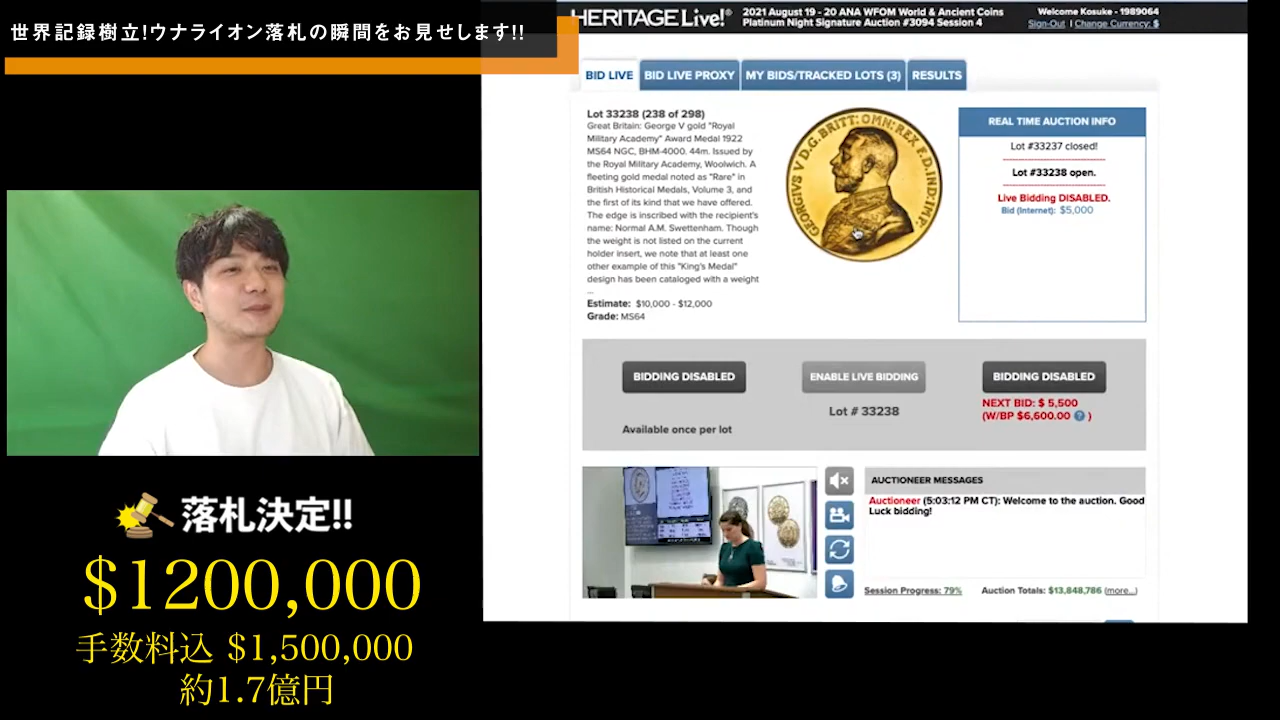 世界記録樹立!ウナライオン落札の瞬間をお見せします!!
HERITAGE Live!®
2021 August 19 - 20 ANA WFOM World & Ancient Coins
Platinum Night Signature Auction #3094 Session 4
Welcome Kosuke - 1989064
Sign-Out | Change Currency: $
BID LIVE
BID LIVE PROXY
MY BIDS/TRACKED LOTS (3)
RESULTS
Lot 33238 (238 of 298)
Great Britain: George V gold "Royal
Military Academy" Award Medal 1922
MS64 NGC, BHM-4000. 44m. Issued by
the Royal Military Academy, Woolwich. A
fleeting gold medal noted as "Rare" in
British Historical Medals, Volume 3, and
the first of its kind that we have offered.
The edge is inscribed with the recipient's
name: Normal A.M. Swettenham. Though
the weight is not listed on the current
holder insert, we note that at least one
other example of this "King's Medal"
design has been cataloged with a weight
...
Estimate: $10,000 - $12,000
Grade: MS64
GEORGIVS V D.G. BRITT: OMN: REX F.D. IND: IMP:
REAL TIME AUCTION INFO
Lot #33237 closed!
Lot #33238 open.
Live Bidding DISABLED.
Bid (Internet): $5,000
BIDDING DISABLED
Available once per lot
ENABLE LIVE BIDDING
Lot # 33238
BIDDING DISABLED
NEXT BID: $ 5,500
(W/BP $6,600.00 ? )
AUCTIONEER MESSAGES
Auctioneer (5:03:12 PM CT): Welcome to the auction. Good
Luck bidding!
Session Progress: 79%
Auction Totals: $13,848,786 (more...)
落札決定!!
$1200,000
手数料込 $1,500,000
約1.7億円